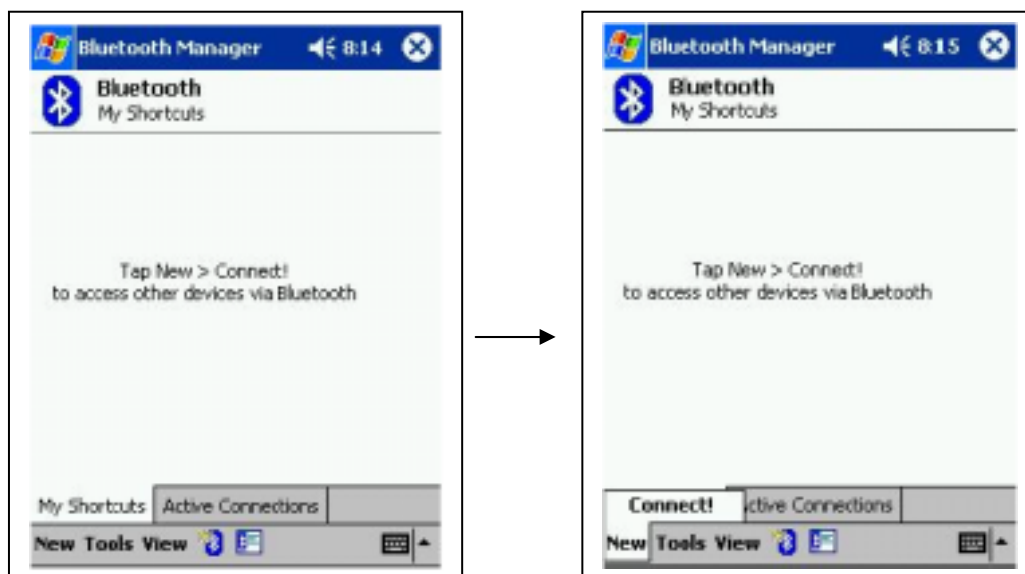 Bluetooth Manager 8:14
Bluetooth
My Shortcuts
Tap New > Connect!
to access other devices via Bluetooth
My Shortcuts Active Connections
New Tools View
Bluetooth Manager 8:15
Bluetooth
My Shortcuts
Tap New > Connect!
to access other devices via Bluetooth
Connect! ctive Connections
New Tools View